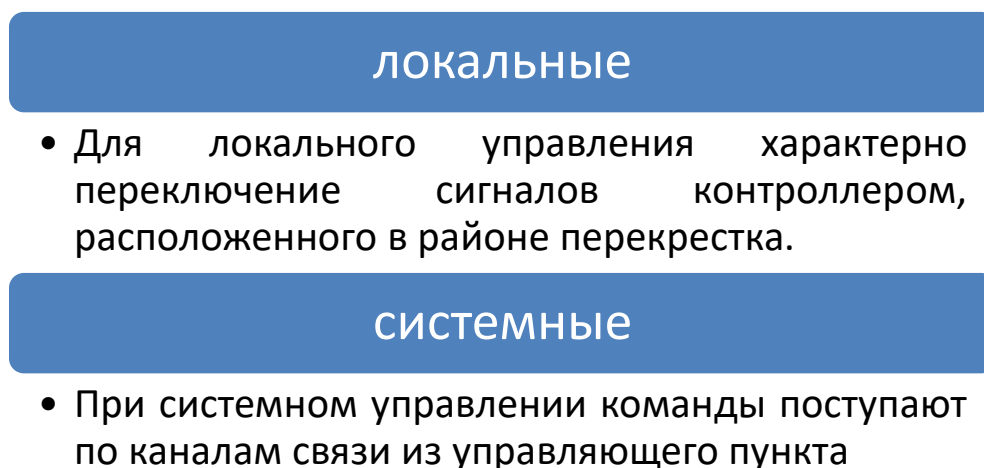 локальные
• Для локального управления характерно
переключение сигналов контроллером,
расположенного в районе перекрестка.
системные
• При системном управлении команды поступают
по каналам связи из управляющего пункта